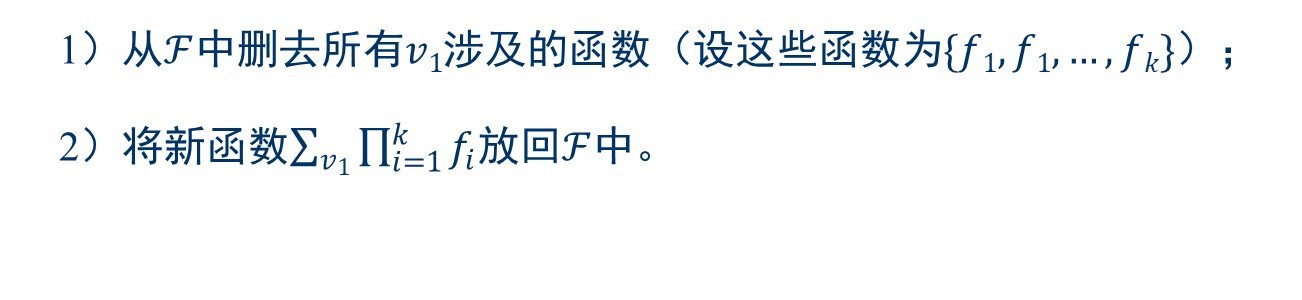 1）从ℱ中删去所有𝑣₁涉及的函数（设这些函数为{𝑓₁,𝑓₁,…,𝑓ₖ}）；
2）将新函数∑_{𝑣₁}∏_{𝑖=1}^{𝑘} 𝑓ᵢ放回ℱ中。